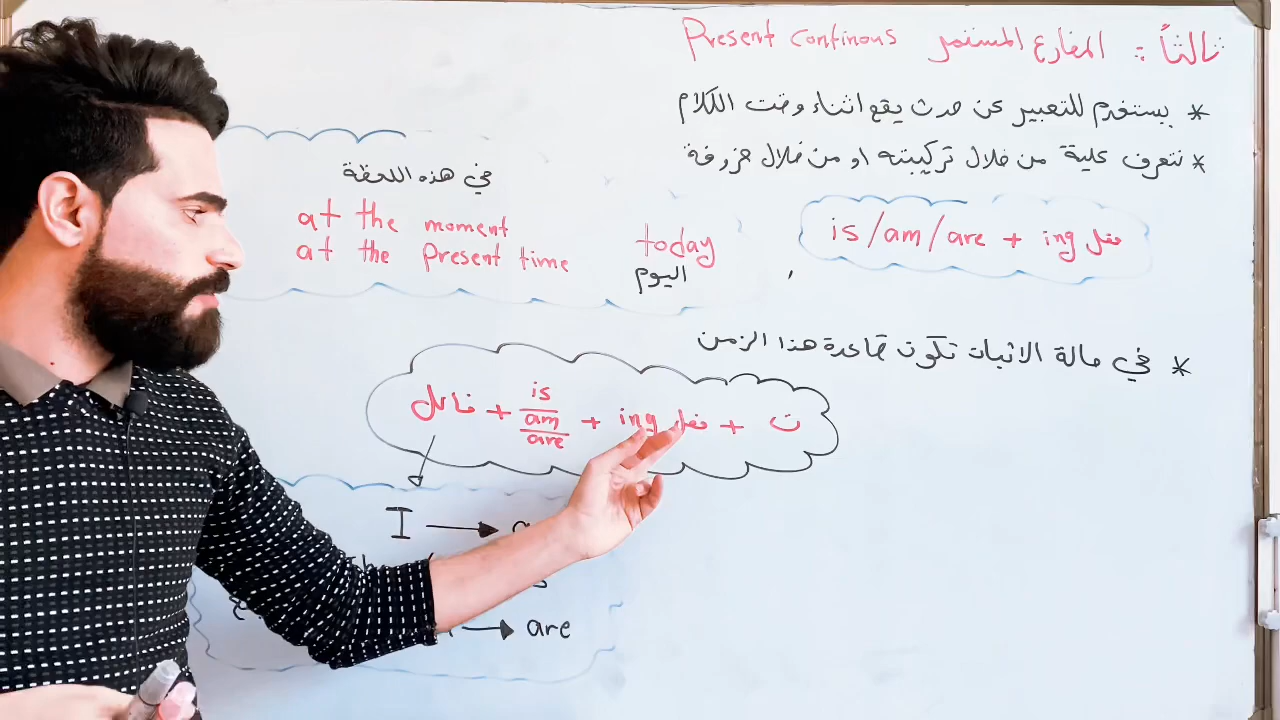 ثالثاً : المضارع المستمر Present continous
* يستخدم للتعبير عن حدث يقع اثناء وقت الكلام
* نتعرف علية من خلال تركيبته او من خلال حزوفة
is/am/are + ing فعل
في هذه اللحظة
at the moment
at the present time
today
اليوم
* في حالة الاثبات تكون قاعدة هذا الزمن
فاعل + is/am/are + ing فعل + ت
I →
→ are